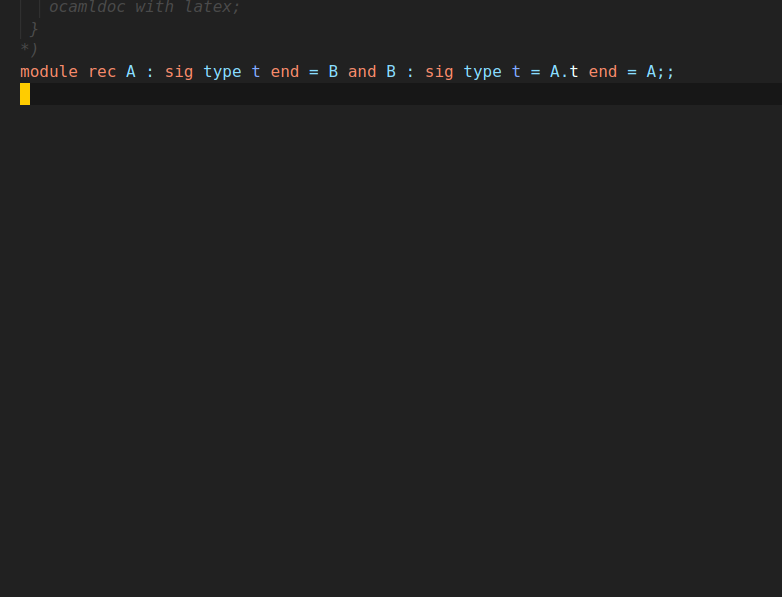 ocamldoc with latex;
}
*)
module rec A : sig type t end = B and B : sig type t = A.t end = A;;